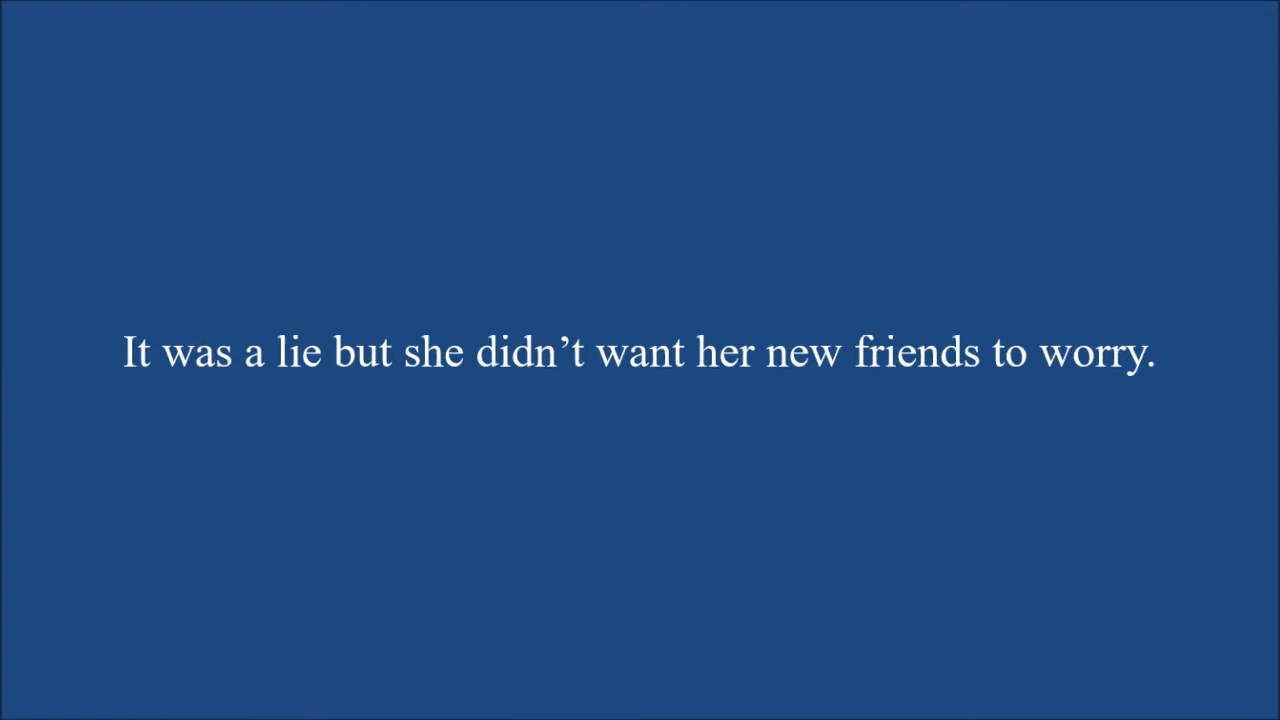 It was a lie but she didn’t want her new friends to worry.